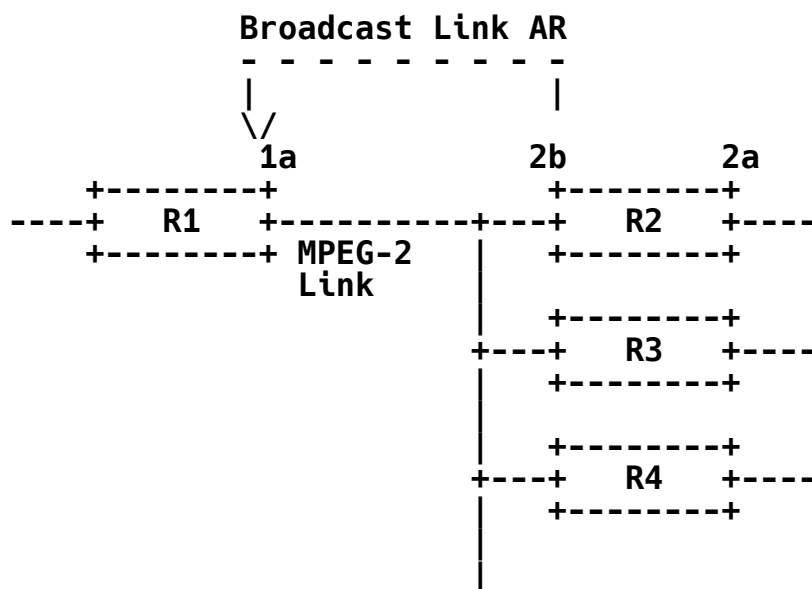 Broadcast Link AR
- - - - - - - - - -
|                |
\/
1a             2b        2a
+--------+               +--------+
----+   R1   +-----------+---+   R2   +----
+--------+ MPEG-2    |   +--------+
Link      |
|   +--------+
+---+   R3   +----
|   +--------+
|
|   +--------+
+---+   R4   +----
|   +--------+
|
|